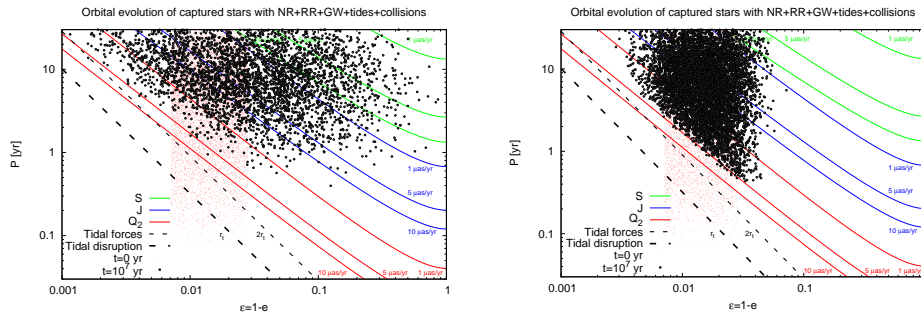 Orbital evolution of captured stars with NR+RR+GW+tides+collisions
P [yr]
10
1
0.1
µas/yr
5 µas/yr
1 µas/yr
1 µas/yr
5 µas/yr
10 µas/yr
S
J
Q2
Tidal forces
Tidal disruption
t=0 yr
t=10^7 yr
rt
2rt
10 µas/yr
5 µas/yr
1 µas/yr
0.001
0.01
0.1
1
ε=1-e
Orbital evolution of captured stars with NR+RR+GW+tides+collisions
P [yr]
10
1
0.1
5 µas/yr
1 µas/yr
1 µas/yr
5 µas/yr
10 µas/yr
S
J
Q2
Tidal forces
Tidal disruption
t=0 yr
t=10^7 yr
rt
2rt
10 µas/yr
5 µas/yr
1 µas/yr
0.001
0.01
0.1
ε=1-e